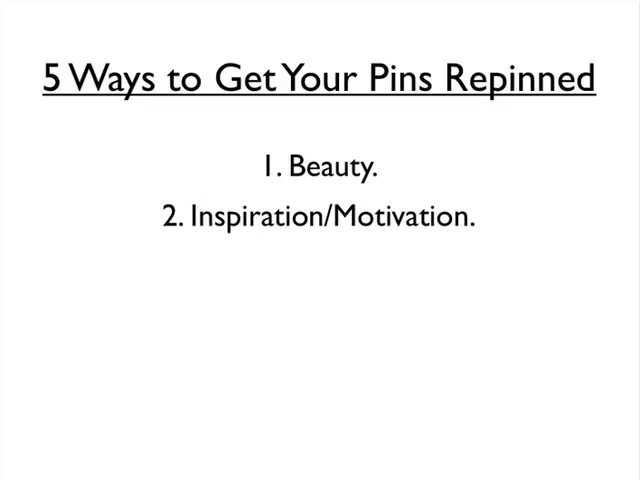 5 Ways to Get Your Pins Repinned
1. Beauty.
2. Inspiration/Motivation.